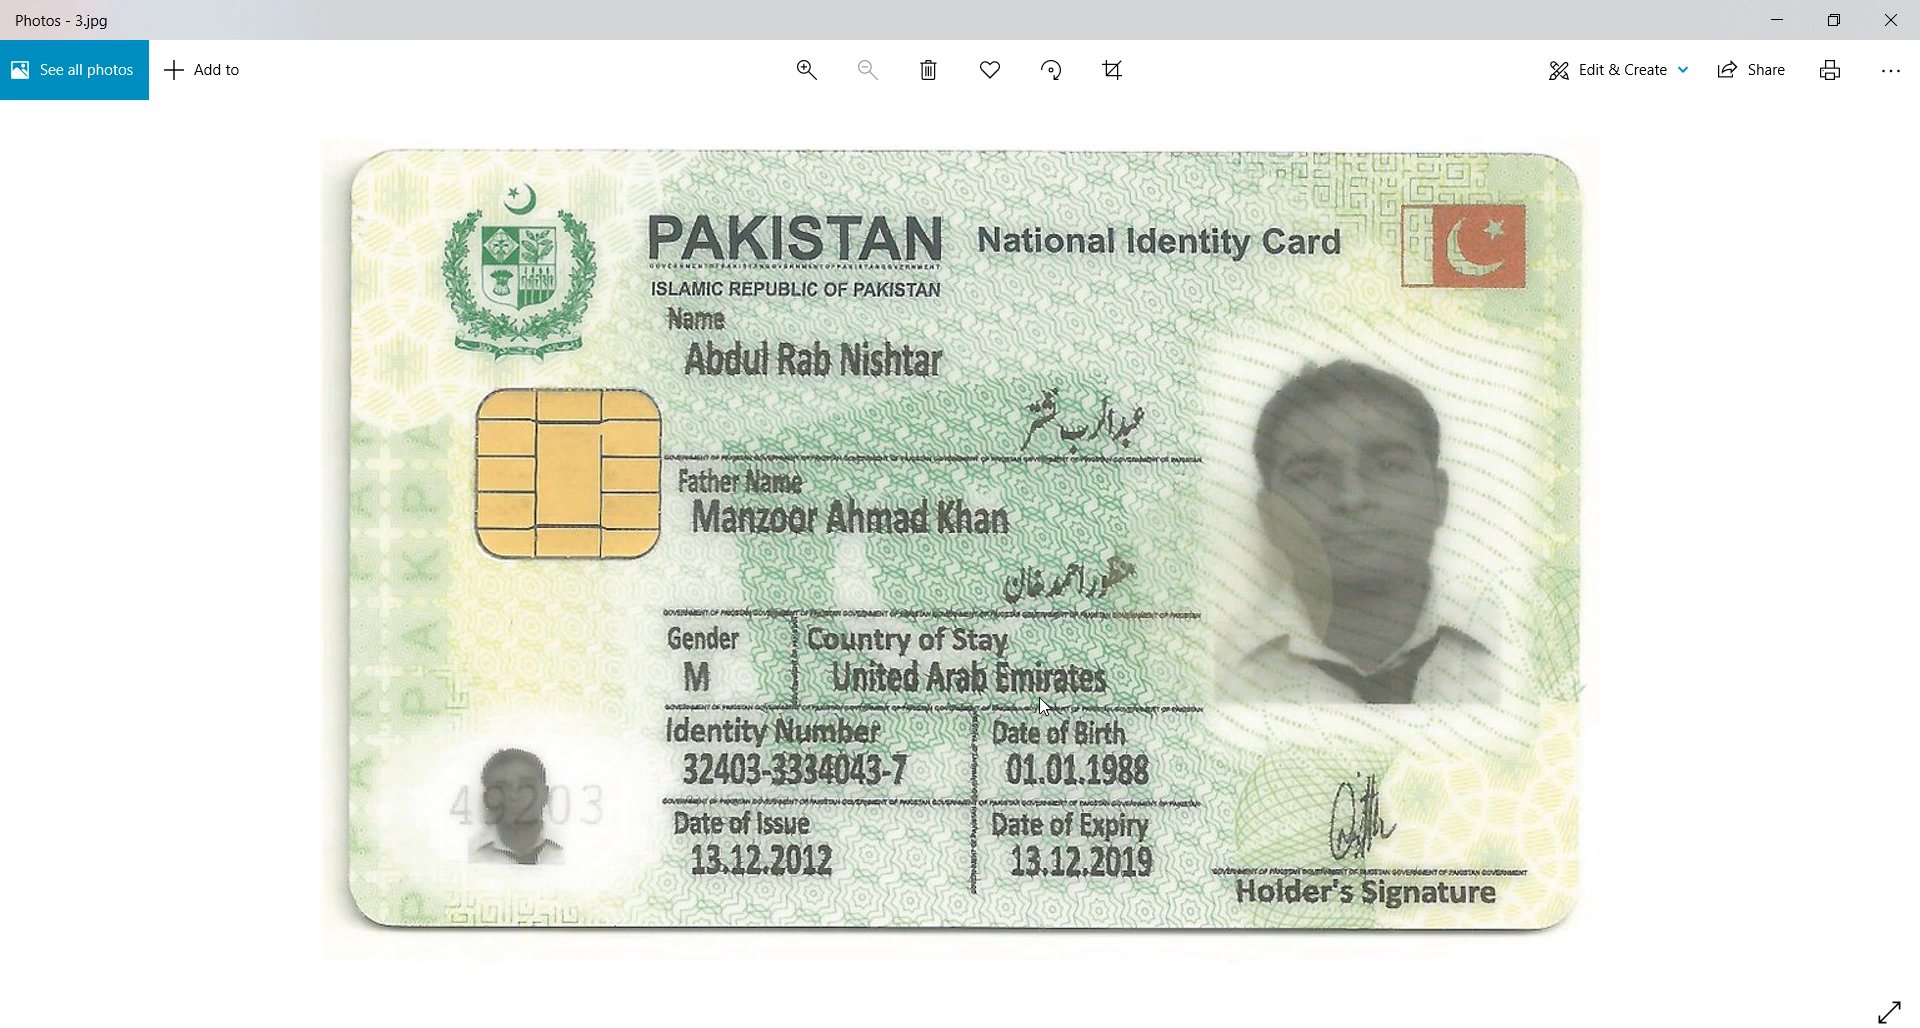 Photos - 3.jpg
See all photos
Add to
Edit & Create
Share
PAKISTAN National Identity Card
ISLAMIC REPUBLIC OF PAKISTAN
Name
Abdul Rab Nishtar
عبدالرب نشتر
Father Name
Manzoor Ahmad Khan
منظور احمد خان
Gender Country of Stay
M United Arab Emirates
Identity Number Date of Birth
32403-3334043-7 01.01.1988
49203
Date of Issue Date of Expiry
13.12.2012 13.12.2019
Holder's Signature